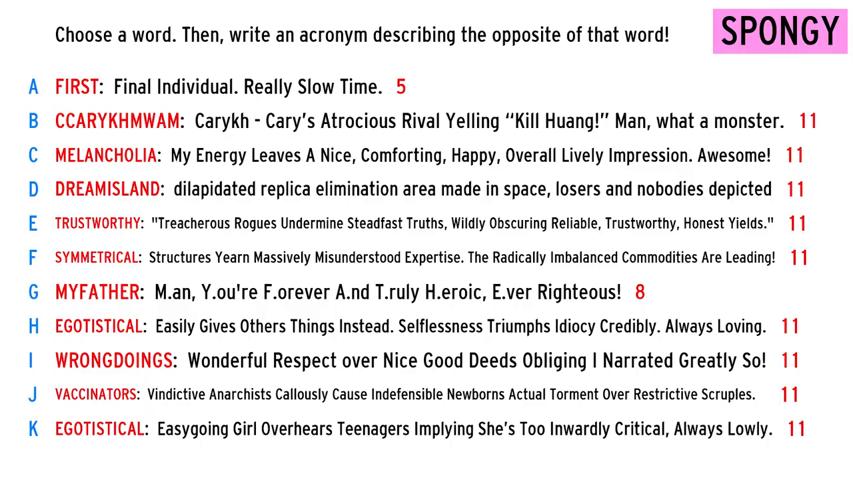 Choose a word. Then, write an acronym describing the opposite of that word!
SPONGY
A FIRST: Final Individual. Really Slow Time. 5
B CCARYKHMWAM: Carykh - Cary's Atrocious Rival Yelling “Kill Huang!” Man, what a monster. 11
C MELANCHOLIA: My Energy Leaves A Nice, Comforting, Happy, Overall Lively Impression. Awesome! 11
D DREAMISLAND: dilapidated replica elimination area made in space, losers and nobodies depicted 11
E TRUSTWORTHY: "Treacherous Rogues Undermine Steadfast Truths, Wildly Obscuring Reliable, Trustworthy, Honest Yields." 11
F SYMMETRICAL: Structures Yearn Massively Misunderstood Expertise. The Radically Imbalanced Commodities Are Leading! 11
G MYFATHER: M.an, Y.ou're F.orever A.nd T.ruly H.eroic, E.ver Righteous! 8
H EGOTISTICAL: Easily Gives Others Things Instead. Selflessness Triumphs Idiocy Credibly. Always Loving. 11
I WRONGDOINGS: Wonderful Respect over Nice Good Deeds Obliging I Narrated Greatly So! 11
J VACCINATORS: Vindictive Anarchists Callously Cause Indefensible Newborns Actual Torment Over Restrictive Scruples. 11
K EGOTISTICAL: Easygoing Girl Overhears Teenagers Implying She's Too Inwardly Critical, Always Lowly. 11